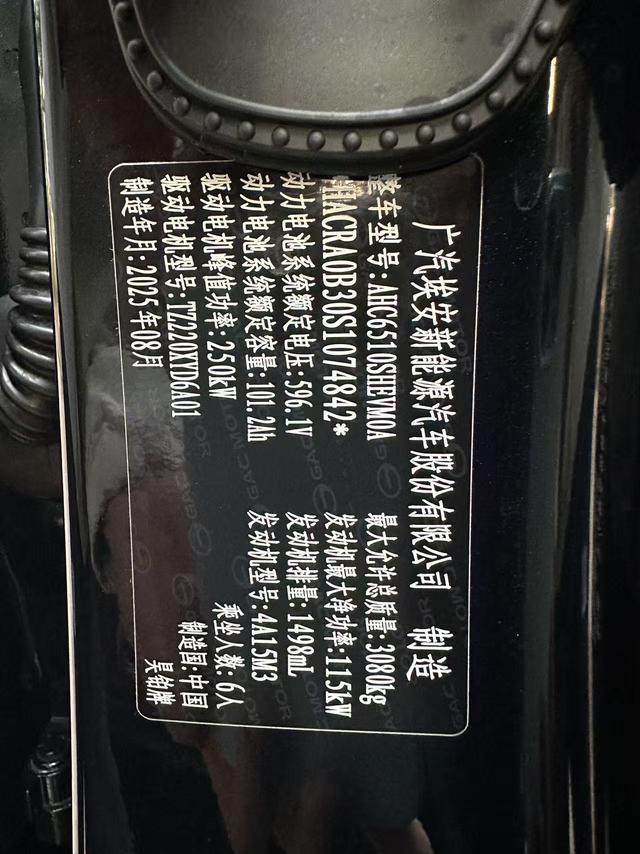 广汽埃安新能源汽车股份有限公司 制造
整车型号:AHC6510SHEVM0A 最大允许总质量:3080kg
HACRA0B30S1074842* 发动机最大净功率:115kW
动力电池系统额定电压:596.1V 发动机排量:1498mL
动力电池系统额定容量:101.2Ah 发动机型号:4A15M3
驱动电机峰值功率:250kW 乘坐人数:6人
驱动电机型号:TZ220XYD6A01 制造国:中国
制造年月:2025年08月 昊铂牌
GAC MOTOR